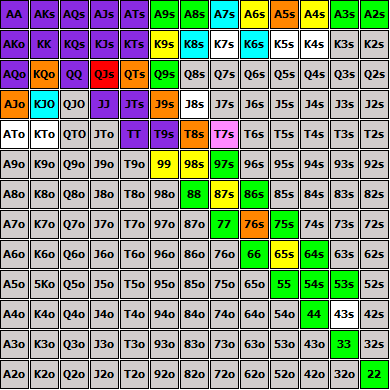 AA AKs AQs AJs ATs A9s A8s A7s A6s A5s A4s A3s A2s
AKo KK KQs KJs KTs K9s K8s K7s K6s K5s K4s K3s K2s
AQo KQo QQ QJs QTs Q9s Q8s Q7s Q6s Q5s Q4s Q3s Q2s
AJo KJO QJO JJ JTs J9s J8s J7s J6s J5s J4s J3s J2s
ATo KTo QTO JTo TT T9s T8s T7s T6s T5s T4s T3s T2s
A9o K9o Q9o J9o T9o 99 98s 97s 96s 95s 94s 93s 92s
A8o K8o Q8o J8o T8o 98o 88 87s 86s 85s 84s 83s 82s
A7o K7o Q7o J7o T7o 97o 87o 77 76s 75s 74s 73s 72s
A6o K6o Q6o J6o T6o 96o 86o 76o 66 65s 64s 63s 62s
A5o 5Ko Q5o J5o T5o 95o 85o 75o 65o 55 54s 53s 52s
A4o K4o Q4o J4o T4o 94o 84o 74o 64o 54o 44 43s 42s
A3o K3o Q3o J3o T3o 93o 83o 73o 63o 53o 43o 33 32s
A2o K2o Q2o J2o T2o 92o 82o 72o 62o 52o 42o 32o 22